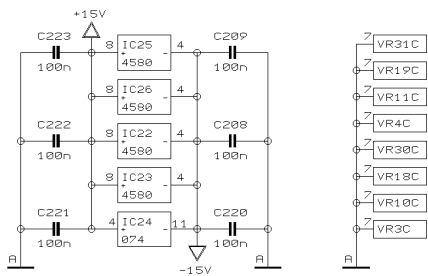 +15V
C223 8 IC25 4 C209 7 VR31C
100n + 4580 - 100n
7 VR19C
8 IC26 4
+ 4580 -
7 VR11C
C222 8 IC22 4 C208 7 VR4C
100n + 4580 - 100n
7 VR30C
8 IC23 4
+ 4580 -
7 VR18C
C221 4 IC24 11 C220 7 VR10C
100n + 074 - 100n
7 VR3C
A A A
-15V